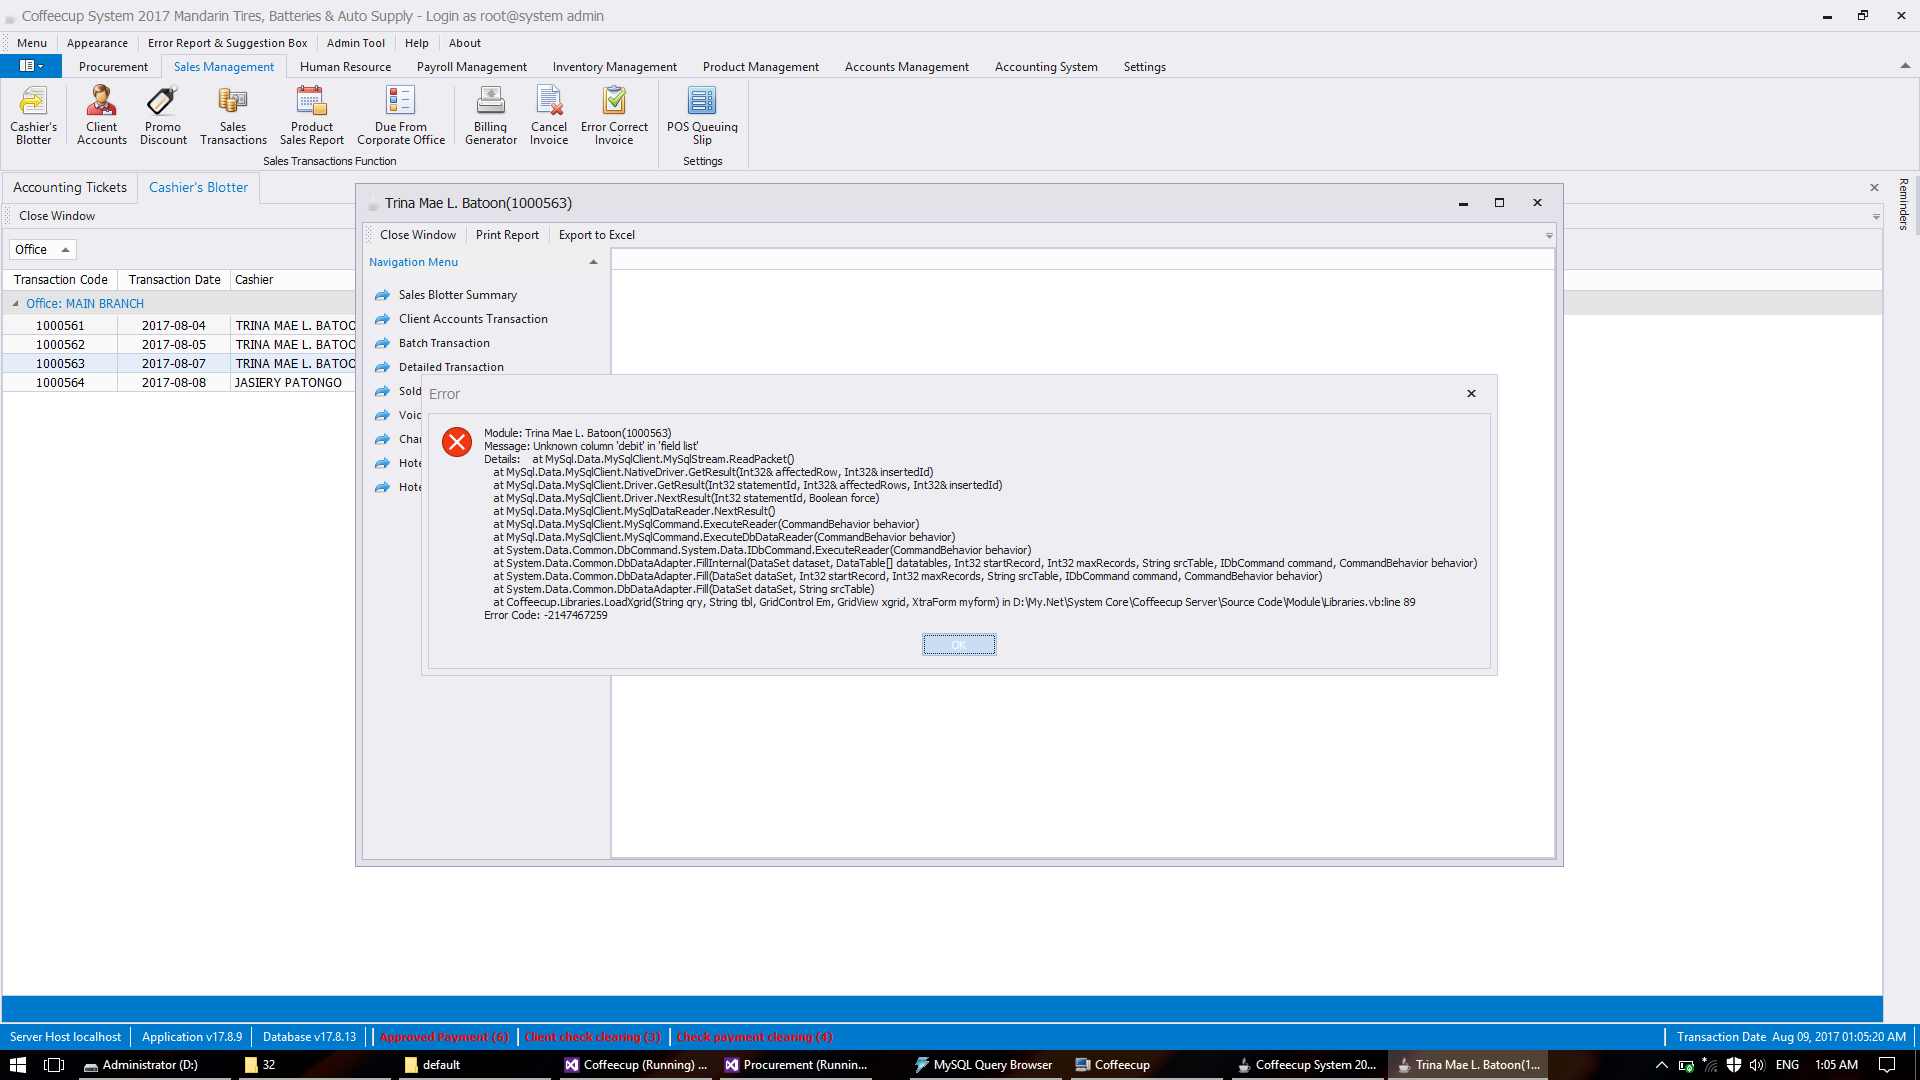 Coffeecup System 2017 Mandarin Tires, Batteries & Auto Supply - Login as root@system admin
Menu Appearance Error Report & Suggestion Box Admin Tool Help About
Procurement Sales Management Human Resource Payroll Management Inventory Management Product Management Accounts Management Accounting System Settings
Cashier's Blotter
Client Accounts
Promo Discount
Sales Transactions
Product Sales Report
Due From Corporate Office
Billing Generator
Cancel Invoice
Error Correct Invoice
POS Queuing Slip
Sales Transactions Function
Settings
Accounting Tickets Cashier's Blotter
Reminders
Close Window
Office
Transaction Code Transaction Date Cashier
Office: MAIN BRANCH
1000561 2017-08-04 TRINA MAE L. BATOO
1000562 2017-08-05 TRINA MAE L. BATOO
1000563 2017-08-07 TRINA MAE L. BATOO
1000564 2017-08-08 JASIERY PATONGO
Trina Mae L. Batoon(1000563)
Close Window Print Report Export to Excel
Navigation Menu
Sales Blotter Summary
Client Accounts Transaction
Batch Transaction
Detailed Transaction
Sold
Void
Char
Hote
Hote
Error
Module: Trina Mae L. Batoon(1000563)
Message: Unknown column 'debit' in 'field list'
Details: at MySql.Data.MySqlClient.MySqlStream.ReadPacket()
at MySql.Data.MySqlClient.NativeDriver.GetResult(Int32& affectedRow, Int32& insertedId)
at MySql.Data.MySqlClient.Driver.GetResult(Int32 statementId, Int32& affectedRows, Int32& insertedId)
at MySql.Data.MySqlClient.Driver.NextResult(Int32 statementId, Boolean force)
at MySql.Data.MySqlClient.MySqlDataReader.NextResult()
at MySql.Data.MySqlClient.MySqlCommand.ExecuteReader(CommandBehavior behavior)
at MySql.Data.MySqlClient.MySqlCommand.ExecuteDbDataReader(CommandBehavior behavior)
at System.Data.Common.DbCommand.System.Data.IDbCommand.ExecuteReader(CommandBehavior behavior)
at System.Data.Common.DbDataAdapter.FillInternal(DataSet dataset, DataTable[] datatables, Int32 startRecord, Int32 maxRecords, String srcTable, IDbCommand command, CommandBehavior behavior)
at System.Data.Common.DbDataAdapter.Fill(DataSet dataSet, Int32 startRecord, Int32 maxRecords, String srcTable, IDbCommand command, CommandBehavior behavior)
at System.Data.Common.DbDataAdapter.Fill(DataSet dataSet, String srcTable)
at Coffeecup.Libraries.LoadXgrid(String qry, String tbl, GridControl Em, GridView xgrid, XtraForm myform) in D:\My.Net\System Core\Coffeecup Server\Source Code\Module\Libraries.vb:line 89
Error Code: -2147467259
OK
Server Host localhost Application v17.8.9 Database v17.8.13 Approved Payment (6) Client check clearing (3) Check payment clearing (4) Transaction Date Aug 09, 2017 01:05:20 AM
Administrator (D:) 32 default Coffeecup (Running) ... Procurement (Runnin... MySQL Query Browser Coffeecup Coffeecup System 20... Trina Mae L. Batoon(1... ENG 1:05 AM